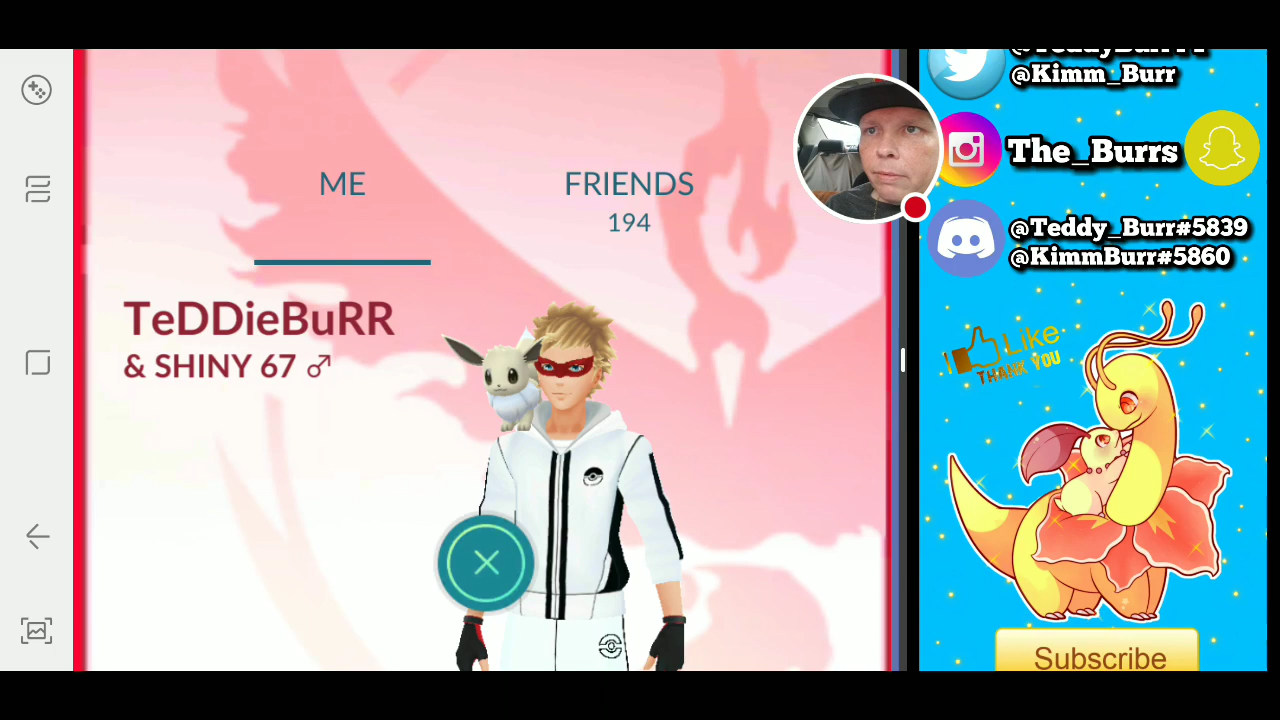 ME
FRIENDS
194
TeDDieBuRR
& SHINY 67 ♂
@Kimm_Burr
The_Burrs
@Teddy_Burr#5839
@KimmBurr#5860
Like
THANK YOU
Subscribe